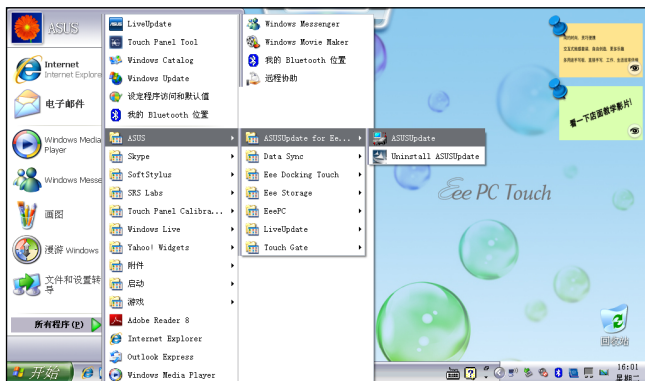 ASUS
Internet
Internet Explore
电子邮件
Windows Media
Player
Windows Messe
画图
漫游 Windows
文件和设置转
导
所有程序(P)
开始
LiveUpdate
Touch Panel Tool
Windows Catalog
Windows Update
设定程序访问和默认值
我的 Bluetooth 位置
ASUS
Skype
SoftStylus
SRS Labs
Touch Panel Calibra...
Windows Live
Yahoo! Widgets
附件
启动
游戏
Adobe Reader 8
Internet Explorer
Outlook Express
Windows Media Player
Windows Messenger
Windows Movie Maker
我的 Bluetooth 位置
远程协助
ASUSUpdate for Ee...
Data Sync
Eee Docking Touch
Eee Storage
EeePC
LiveUpdate
Touch Gate
ASUSUpdate
Uninstall ASUSUpdate
看一下店面教学影片!
Eee PC Touch
回收站
16:01
星期二